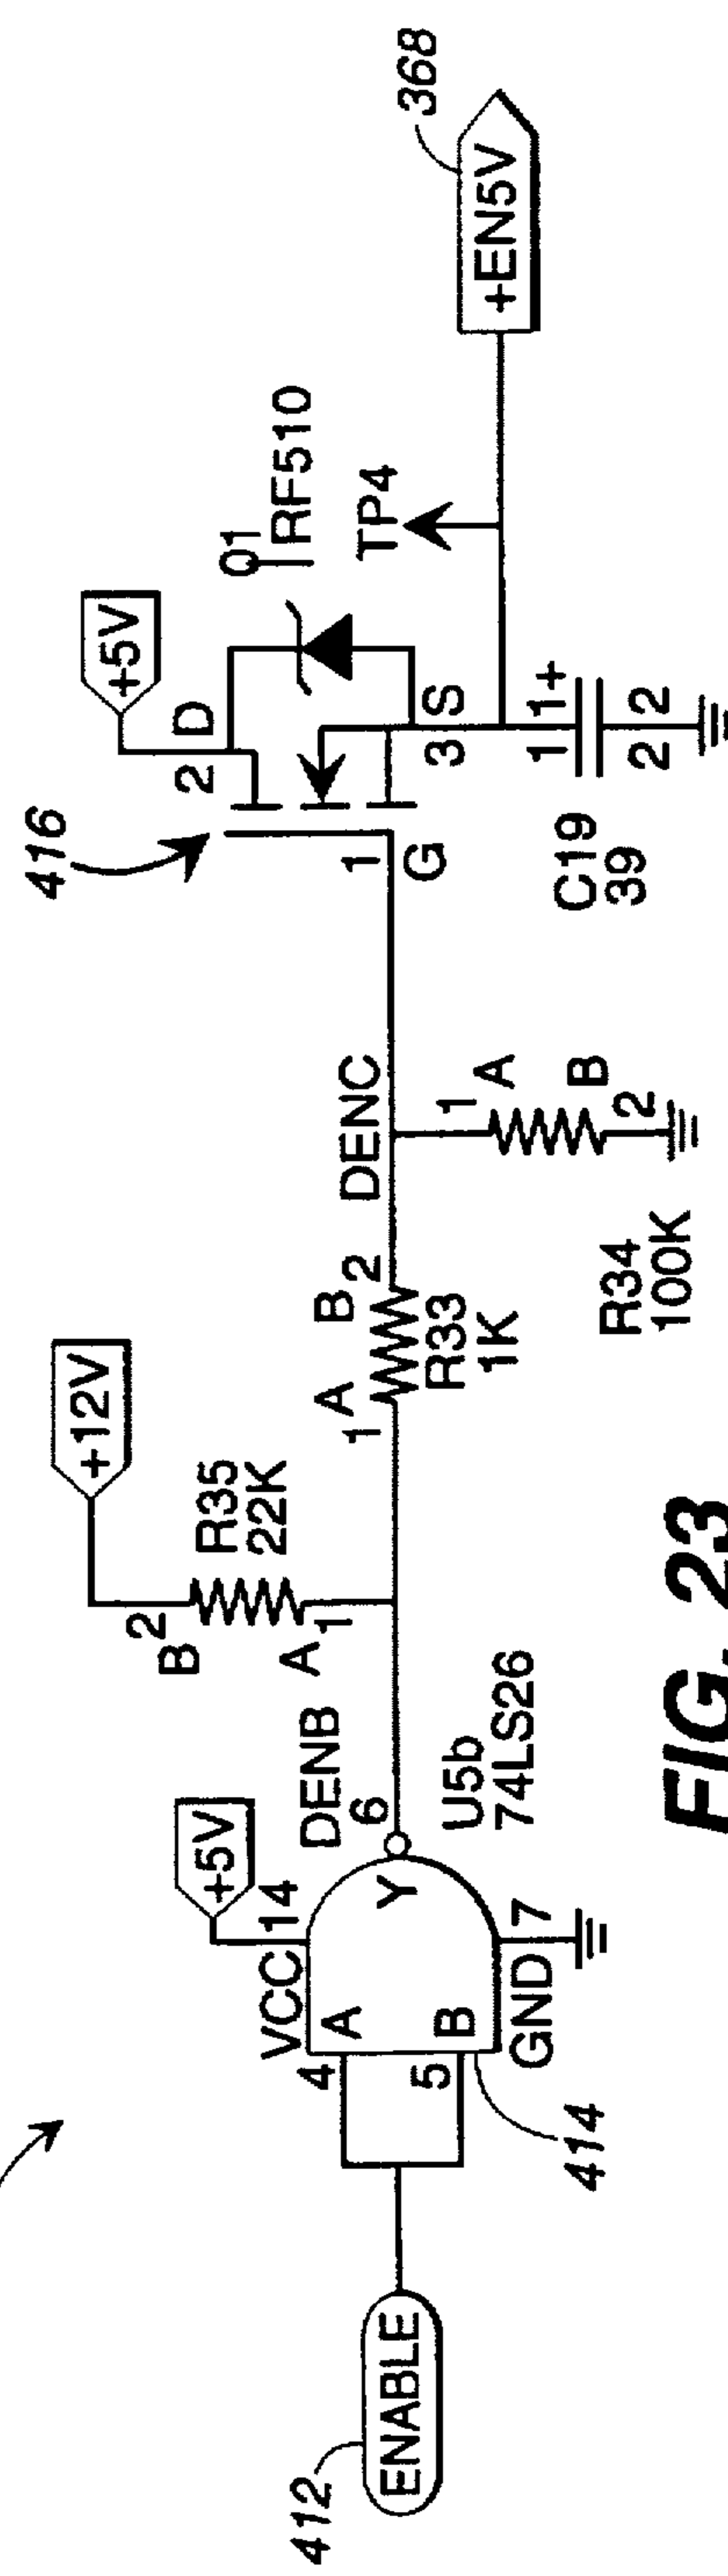 412
ENABLE
414
4
5
A
B
VCC
14
+5V
GND
7
Y
6
DENB
U5b
74LS26
+12V
2
B
R35
22K
A
1
1
A
B
2
R33
1K
DENC
1
A
B
2
R34
100K
416
1
G
+5V
2
D
3
S
Q1
IRF510
TP4
C19
39
1
1+
2
2
+EN5V
368
FIG. 23